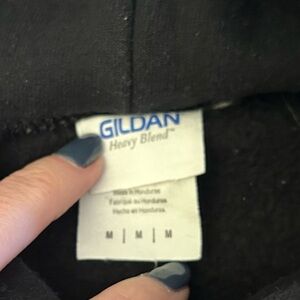 GILDAN
Heavy Blend™
Made in Honduras
Fabriqué au Honduras
Hecho en Honduras
M | M | M